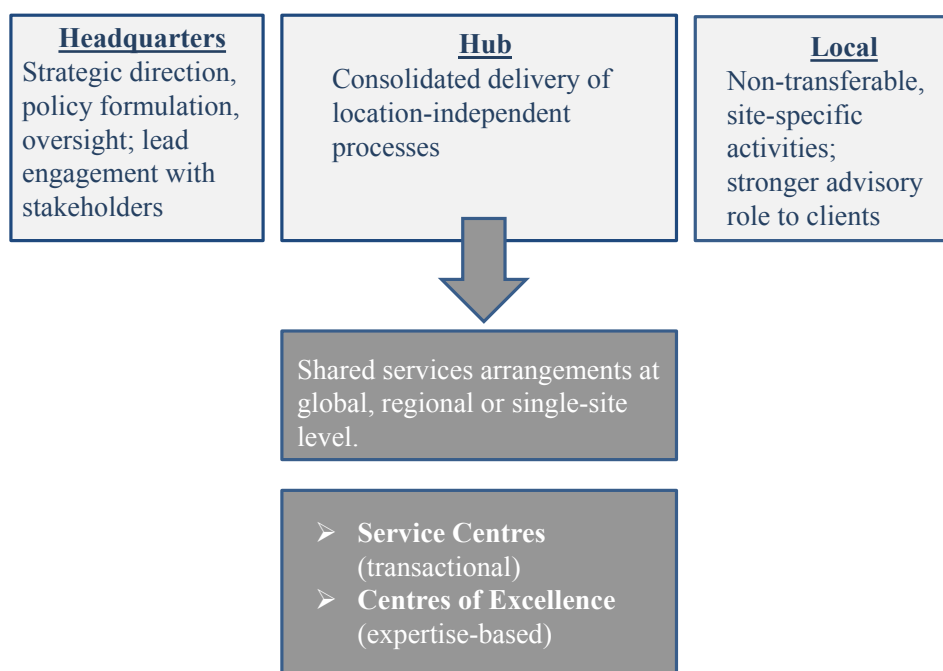 Headquarters
Strategic direction,
policy formulation,
oversight; lead
engagement with
stakeholders
Hub
Consolidated delivery of
location-independent
processes
Local
Non-transferable,
site-specific
activities;
stronger advisory
role to clients
Shared services arrangements at
global, regional or single-site
level.
➢ Service Centres
(transactional)
➢ Centres of Excellence
(expertise-based)